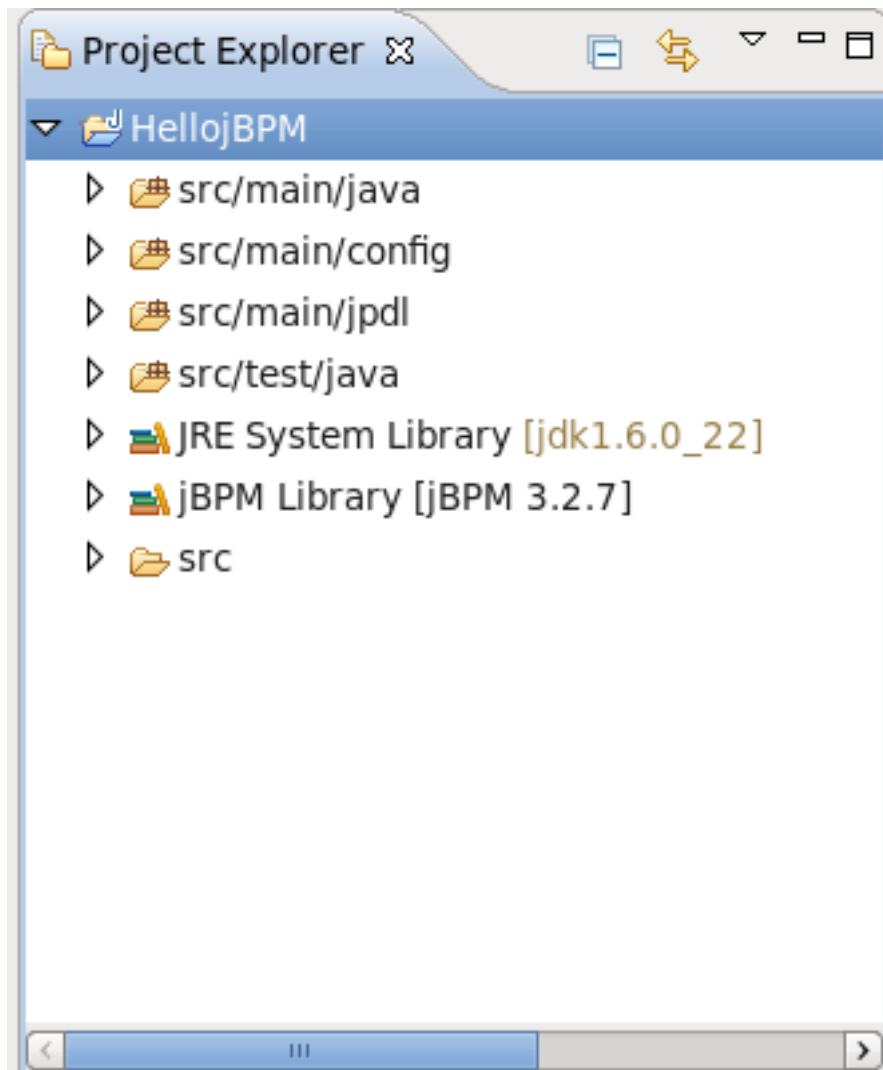 Project Explorer
HellojBPM
src/main/java
src/main/config
src/main/jpdl
src/test/java
JRE System Library [jdk1.6.0_22]
jBPM Library [jBPM 3.2.7]
src